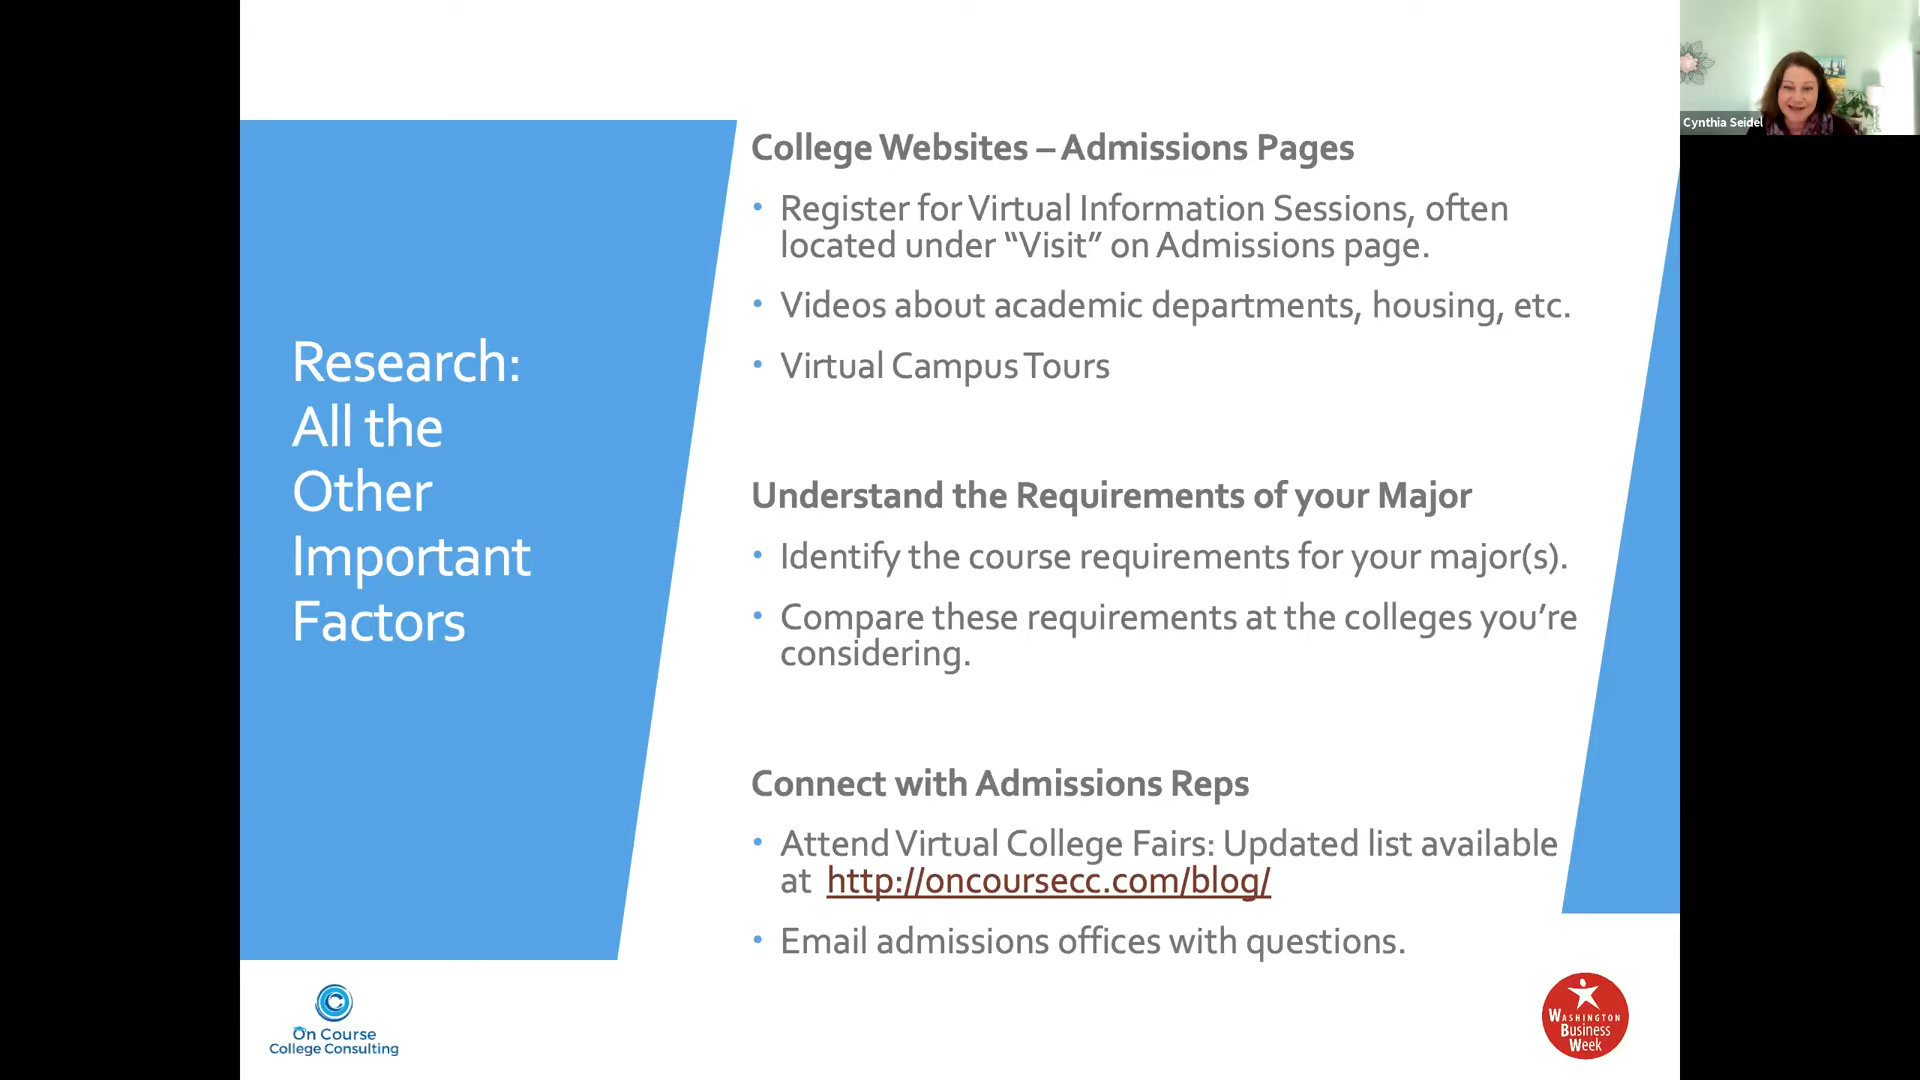 Research:
All the
Other
Important
Factors
College Websites – Admissions Pages
• Register for Virtual Information Sessions, often
located under “Visit” on Admissions page.
• Videos about academic departments, housing, etc.
• Virtual Campus Tours
Understand the Requirements of your Major
• Identify the course requirements for your major(s).
• Compare these requirements at the colleges you’re
considering.
Connect with Admissions Reps
• Attend Virtual College Fairs: Updated list available
at http://oncoursecc.com/blog/
• Email admissions offices with questions.
On Course
College Consulting
Washington
Business
Week
Cynthia Seidel